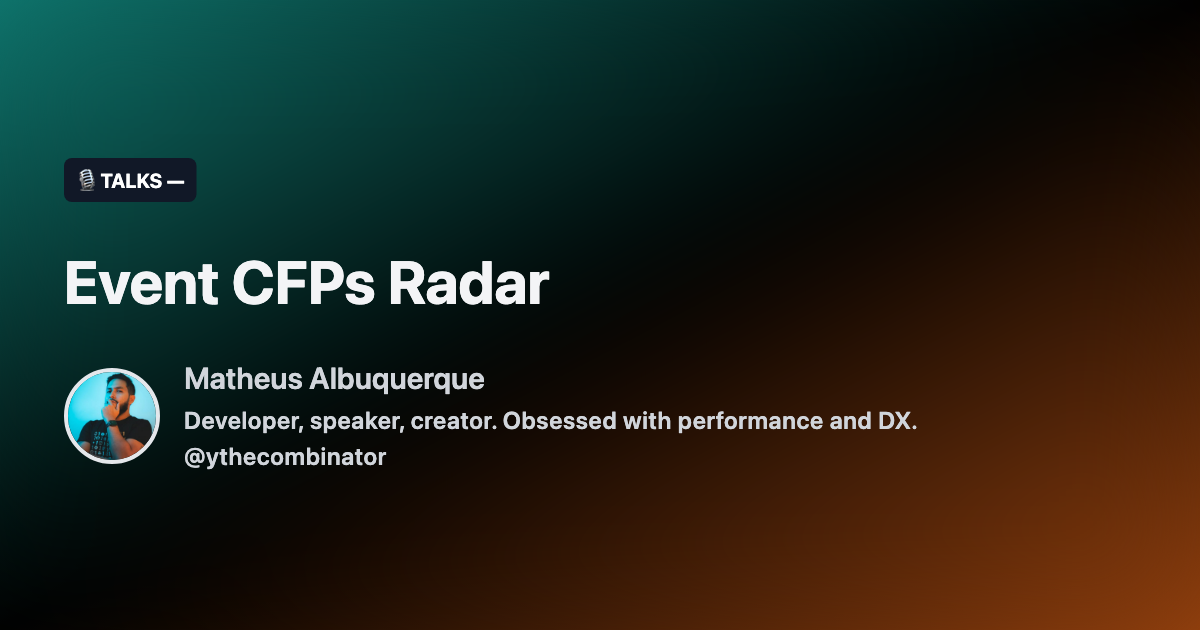 🎙 TALKS —
Event CFPs Radar
Matheus Albuquerque
Developer, speaker, creator. Obsessed with performance and DX.
@ythecombinator